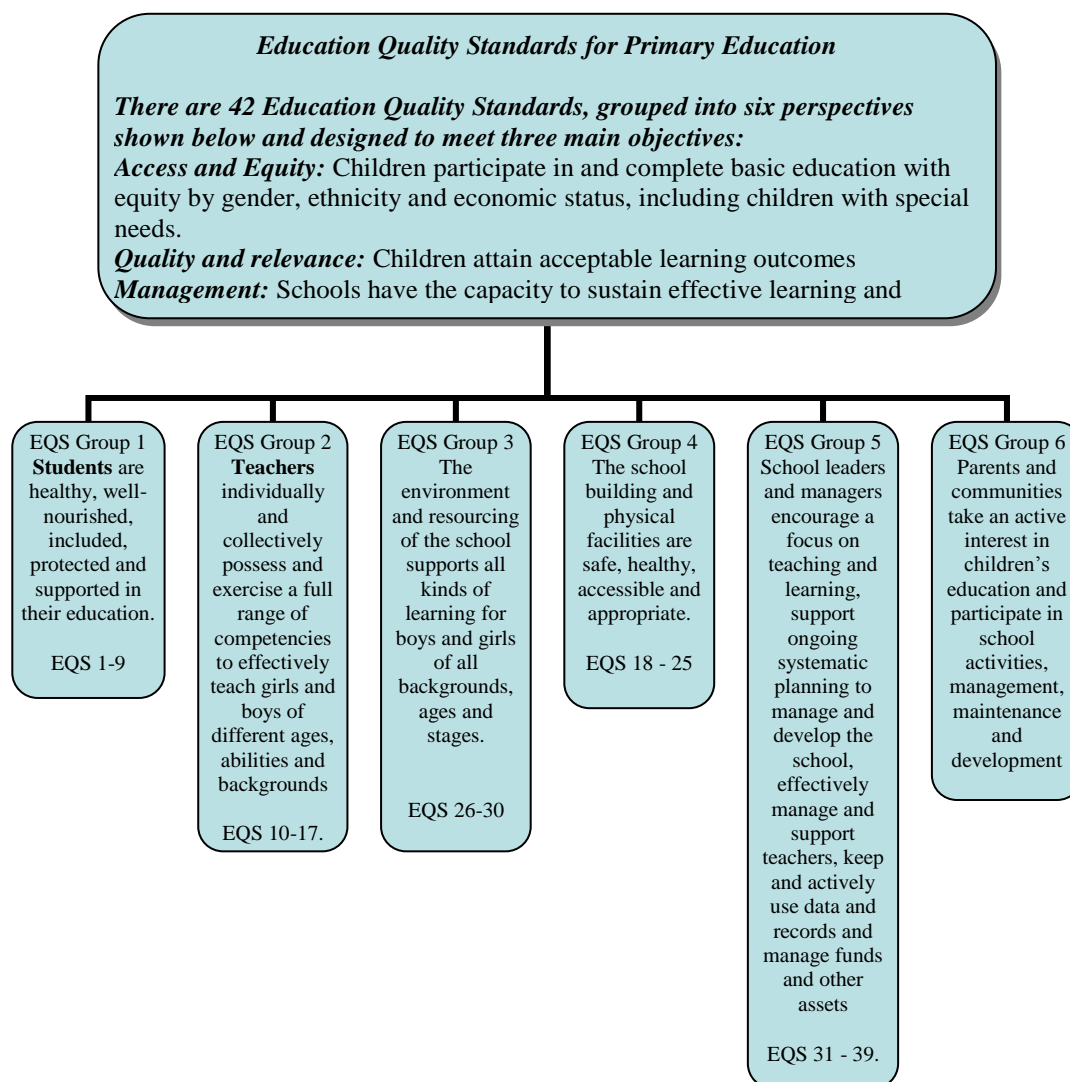 Education Quality Standards for Primary Education
There are 42 Education Quality Standards, grouped into six perspectives
shown below and designed to meet three main objectives:
Access and Equity: Children participate in and complete basic education with
equity by gender, ethnicity and economic status, including children with special
needs.
Quality and relevance: Children attain acceptable learning outcomes
Management: Schools have the capacity to sustain effective learning and
EQS Group 1
Students are
healthy, well-
nourished,
included,
protected and
supported in
their education.
EQS 1-9
EQS Group 2
Teachers
individually
and
collectively
possess and
exercise a full
range of
competencies
to effectively
teach girls and
boys of
different ages,
abilities and
backgrounds
EQS 10-17.
EQS Group 3
The
environment
and resourcing
of the school
supports all
kinds of
learning for
boys and girls
of all
backgrounds,
ages and
stages.
EQS 26-30
EQS Group 4
The school
building and
physical
facilities are
safe, healthy,
accessible and
appropriate.
EQS 18 - 25
EQS Group 5
School leaders
and managers
encourage a
focus on
teaching and
learning,
support
ongoing
systematic
planning to
manage and
develop the
school,
effectively
manage and
support
teachers, keep
and actively
use data and
records and
manage funds
and other
assets
EQS 31 - 39.
EQS Group 6
Parents and
communities
take an active
interest in
children’s
education and
participate in
school
activities,
management,
maintenance
and
development